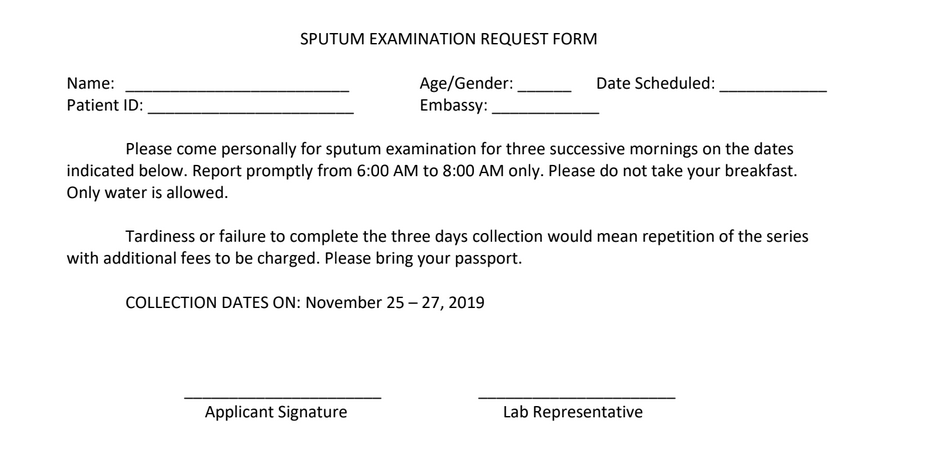 SPUTUM EXAMINATION REQUEST FORM
Name: _________________________ Age/Gender: ______ Date Scheduled: ____________
Patient ID: _______________________ Embassy: ____________
Please come personally for sputum examination for three successive mornings on the dates
indicated below. Report promptly from 6:00 AM to 8:00 AM only. Please do not take your breakfast.
Only water is allowed.
Tardiness or failure to complete the three days collection would mean repetition of the series
with additional fees to be charged. Please bring your passport.
COLLECTION DATES ON: November 25 – 27, 2019
______________________ ______________________
Applicant Signature Lab Representative